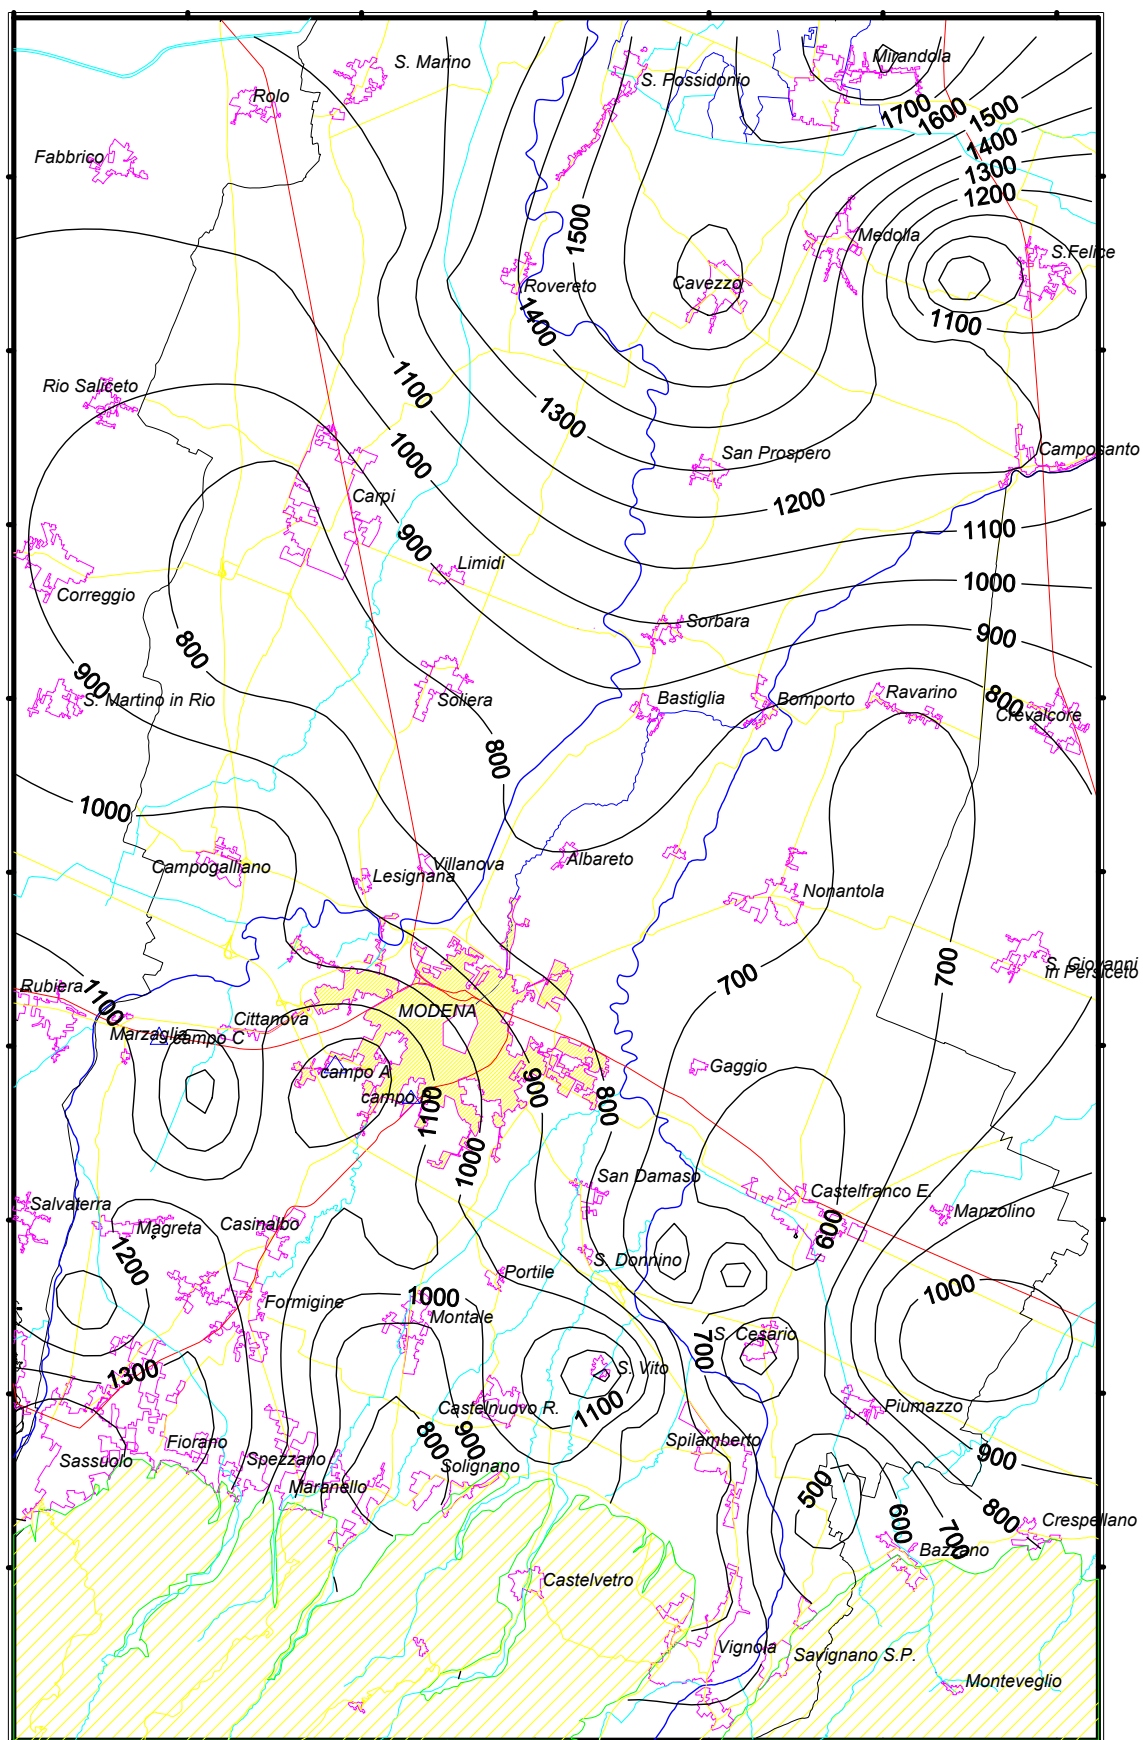 S. Marino
Mirandola
S. Possidonio
Rolo
1700
1600
1500
1400
1300
1200
Fabbrico
1500
Medolla
S.Felice
Rovereto
Cavezzo
1400
1100
Rio Saliceto
1100
1300
1000
San Prospero
Camposanto
Carpi
1200
900
1100
Limidi
1000
Correggio
Sorbara
900
800
900
S. Martino in Rio
Soliera
Bastiglia
Bomporto
Ravarino
800
Crevalcore
800
1000
Campogalliano
Lesignana
Villanova
Albareto
Nonantola
700
700
S. Giovanni
in Persiceto
Rubiera
1100
Marzaglia
campo C
Cittanova
MODENA
campo A
campo
1100
900
800
Gaggio
1000
San Damaso
Castelfranco E.
Salvaterra
Magreta
Casinalbo
Manzolino
600
1200
S. Donnino
Portile
1000
Formigine
1000
Montale
700
S. Cesario
1300
S. Vito
1100
Castelnuovo R.
Piumazzo
Fiorano
800
900
Spilamberto
Sassuolo
Spezzano
Solignano
900
Maranello
500
600
700
800
Crespellano
Bazzano
Castelvetro
Vignola
Savignano S.P.
Monteveglio